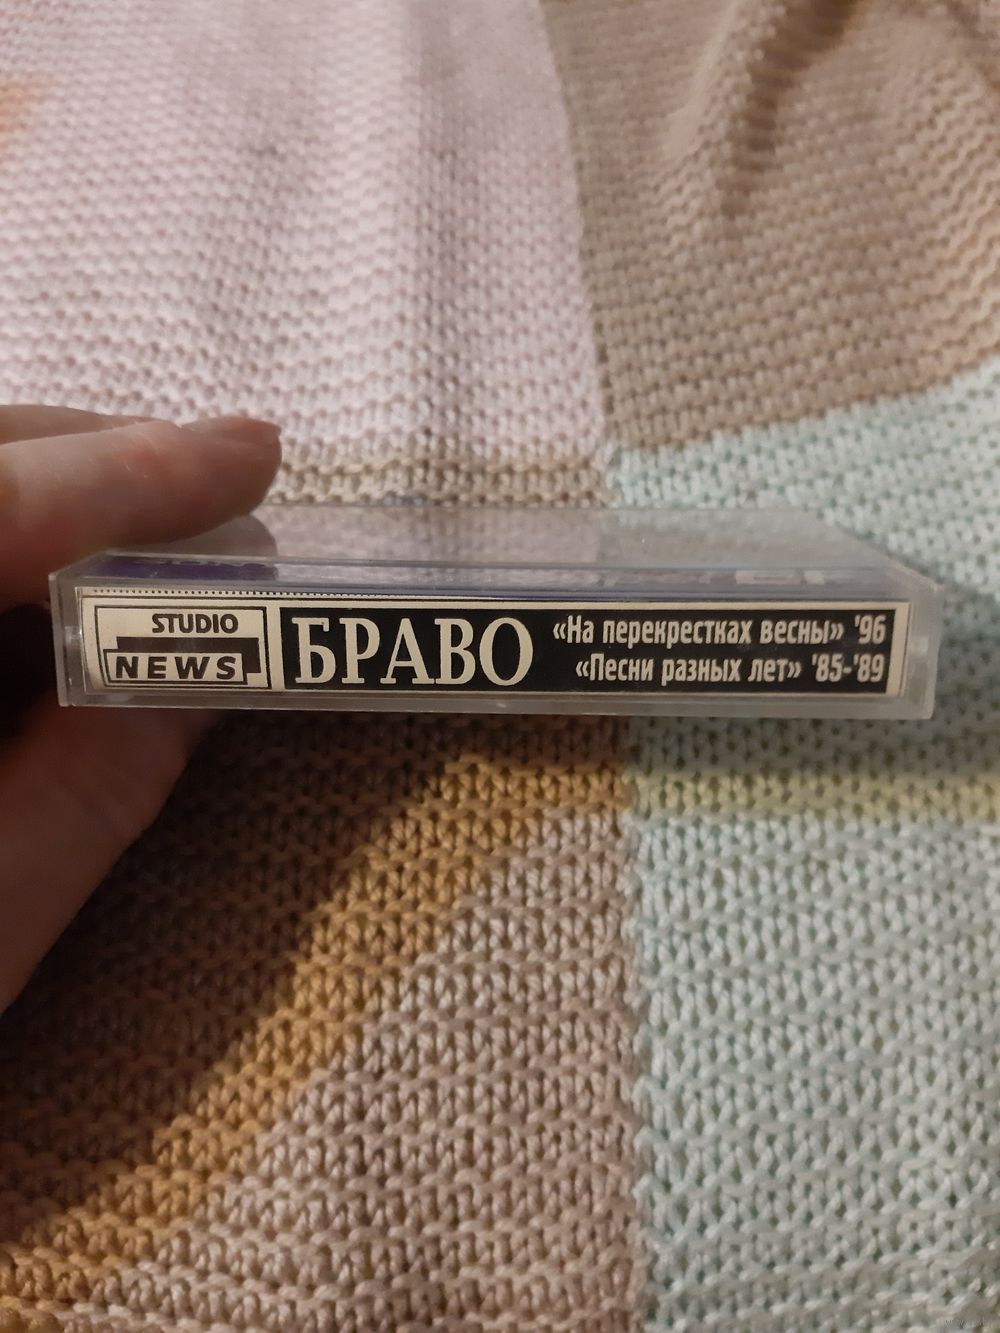 STUDIO
NEWS
БРАВО
«На перекрестках весны» '96
«Песни разных лет» '85-'89